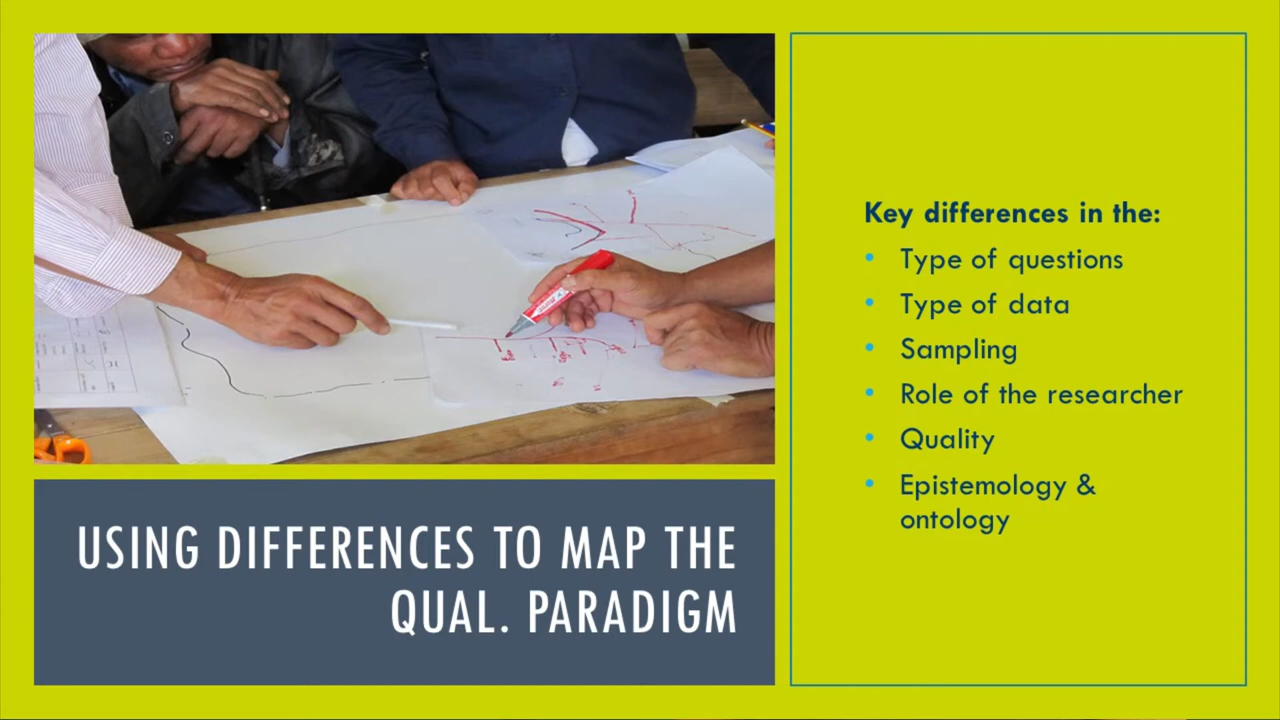 USING DIFFERENCES TO MAP THE
QUAL. PARADIGM
Key differences in the:
• Type of questions
• Type of data
• Sampling
• Role of the researcher
• Quality
• Epistemology &
ontology